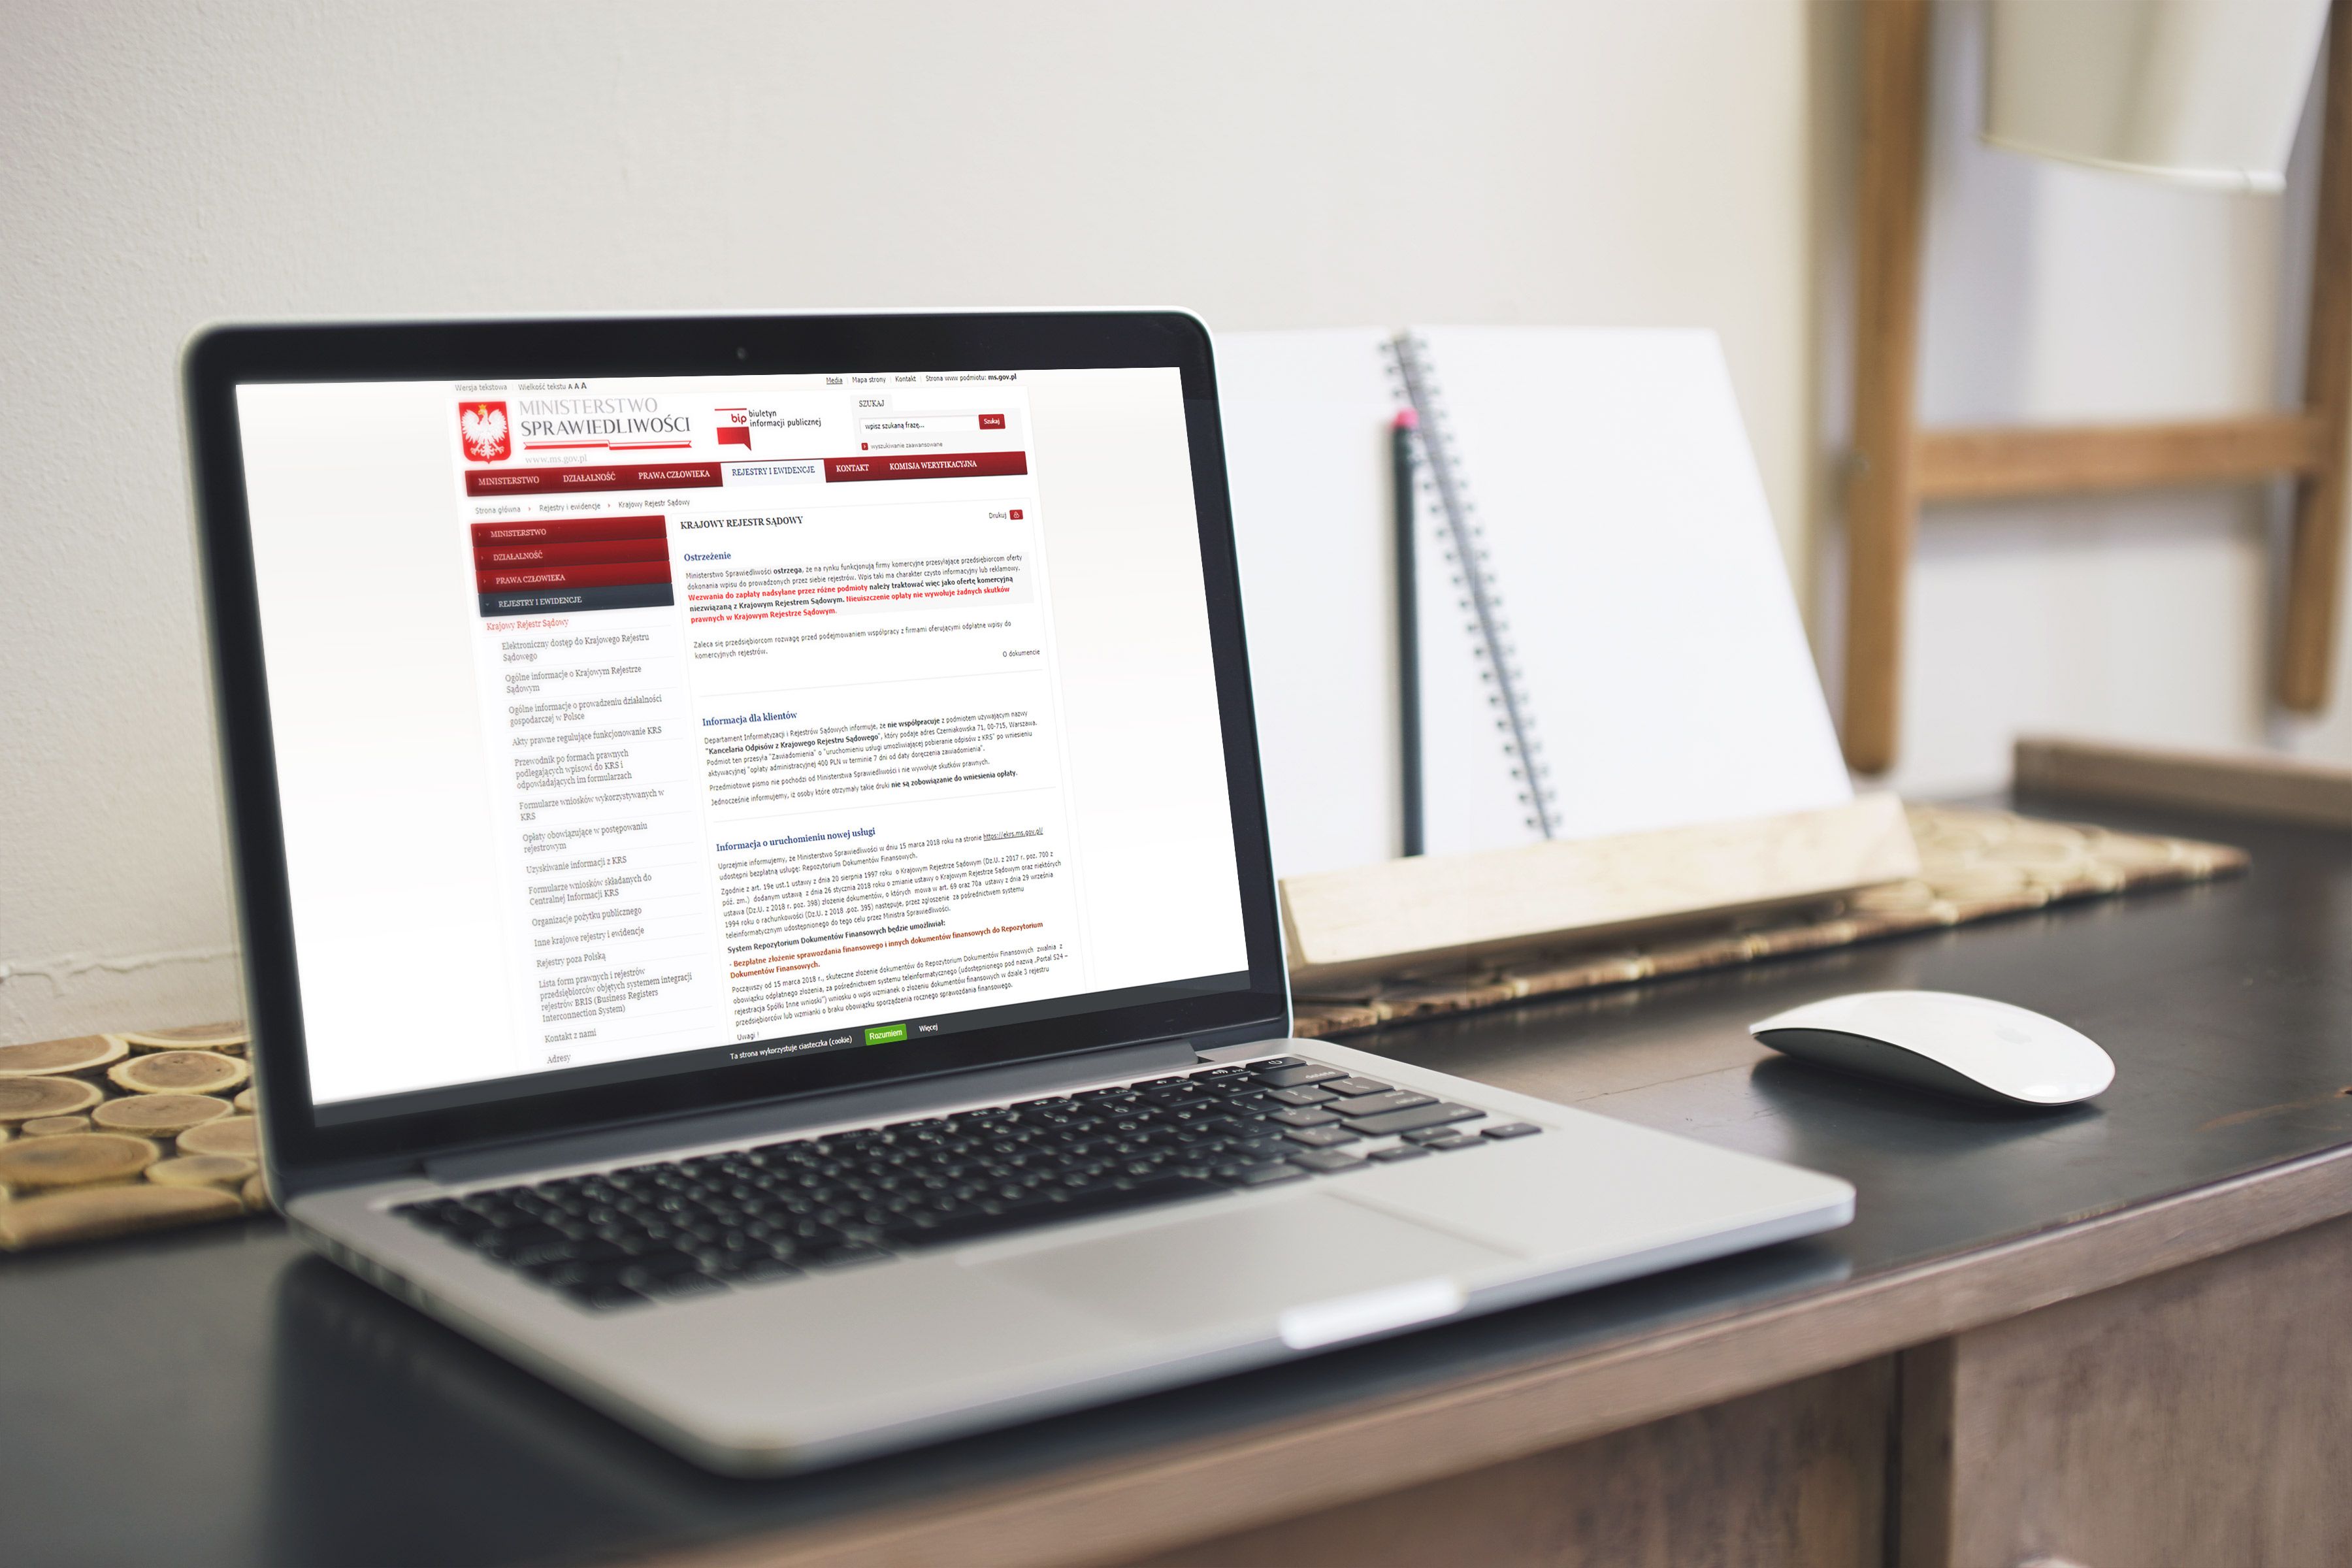 Wersja tekstowa | Wielkość tekstu A A A
Media | Mapa strony | Kontakt | Strona www podmiotu: ms.gov.pl
MINISTERSTWO
SPRAWIEDLIWOŚCI
www.ms.gov.pl
bip biuletyn
informacji publicznej
SZUKAJ
wpisz szukaną frazę...
Szukaj
wyszukiwanie zaawansowane
MINISTERSTWO DZIAŁALNOŚĆ PRAWA CZŁOWIEKA REJESTRY I EWIDENCJE KONTAKT KOMISJA WERYFIKACYJNA
Strona główna Rejestry i ewidencje Krajowy Rejestr Sądowy
MINISTERSTWO
DZIAŁALNOŚĆ
PRAWA CZŁOWIEKA
REJESTRY I EWIDENCJE
Krajowy Rejestr Sądowy
Elektroniczny dostęp do Krajowego Rejestru
Sądowego
Ogólne informacje o Krajowym Rejestrze
Sądowym
Ogólne informacje o prowadzeniu działalności
gospodarczej w Polsce
Akty prawne regulujące funkcjonowanie KRS
Przewodnik po formach prawnych
podlegających wpisowi do KRS i
odpowiadających im formularzach
Formularze wniosków wykorzystywanych w
KRS
Opłaty obowiązujące w postępowaniu
rejestrowym
Uzyskiwanie informacji z KRS
Formularze wniosków składanych do
Centralnej Informacji KRS
Organizacje pożytku publicznego
Inne krajowe rejestry i ewidencje
Rejestry poza Polską
Lista form prawnych i rejestrów
przedsiębiorców objętych systemem integracji
rejestrów BRIS (Business Registers
Interconnection System)
Kontakt z nami
Adresy
KRAJOWY REJESTR SĄDOWY
Drukuj
Ostrzeżenie
Ministerstwo Sprawiedliwości ostrzega, że na rynku funkcjonują firmy komercyjne przesyłające przedsiębiorcom oferty
dokonania wpisu do prowadzonych przez siebie rejestrów. Wpis taki ma charakter czysto informacyjny lub reklamowy.
Wezwania do zapłaty nadsyłane przez różne podmioty należy traktować więc jako ofertę komercyjną
niezwiązaną z Krajowym Rejestrem Sądowym. Nieuiszczenie opłaty nie wywołuje żadnych skutków
prawnych w Krajowym Rejestrze Sądowym.
Zaleca się przedsiębiorcom rozwagę przed podejmowaniem współpracy z firmami oferującymi odpłatne wpisy do
komercyjnych rejestrów.
O dokumencie
Informacja dla klientów
Departament Informatyzacji i Rejestrów Sądowych informuje, że nie współpracuje z podmiotem używającym nazwy
"Kancelaria Odpisów z Krajowego Rejestru Sądowego", który podaje adres Czerniakowska 71, 00-715, Warszawa.
Podmiot ten przesyła "Zawiadomienia" o "uruchomieniu usługi umożliwiającej pobieranie odpisów z KRS" po wniesieniu
aktywacyjnej "opłaty administracyjnej 400 PLN w terminie 7 dni od daty doręczenia zawiadomienia".
Przedmiotowe pismo nie pochodzi od Ministerstwa Sprawiedliwości i nie wywołuje skutków prawnych.
Jednocześnie informujemy, iż osoby które otrzymały takie druki nie są zobowiązanie do wniesienia opłaty.
Informacja o uruchomieniu nowej usługi
Uprzejmie informujemy, że Ministerstwo Sprawiedliwości w dniu 15 marca 2018 roku na stronie https://ekrs.ms.gov.pl/
udostępni bezpłatną usługę: Repozytorium Dokumentów Finansowych.
Zgodnie z art. 19e ust.1 ustawy z dnia 20 sierpnia 1997 roku o Krajowym Rejestrze Sądowym (Dz.U. z 2017 r. poz. 700 z
póź. zm.) dodanym ustawą z dnia 26 stycznia 2018 roku o zmianie ustawy o Krajowym Rejestrze Sądowym oraz niektórych
ustawa (Dz.U. z 2018 r. poz. 398) złożenie dokumentów, o których mowa w art. 69 oraz 70a ustawy z dnia 29 września
1994 roku o rachunkowości (Dz.U. z 2018 .poz. 395) następuje, przez zgłoszenie za pośrednictwem systemu
teleinformatycznym udostępnionego do tego celu przez Ministra Sprawiedliwości.
System Repozytorium Dokumentów Finansowych będzie umożliwiał:
- Bezpłatne złożenie sprawozdania finansowego i innych dokumentów finansowych do Repozytorium
Dokumentów Finansowych.
Począwszy od 15 marca 2018 r., skuteczne złożenie dokumentów do Repozytorium Dokumentów Finansowych zwalnia z
obowiązku odpłatnego złożenia, za pośrednictwem systemu teleinformatycznego (udostępnionego pod nazwą „Portal S24 –
rejestracja Spółki Inne wnioski") wniosku o wpis wzmianek o złożeniu dokumentów finansowych w dziale 3 rejestru
przedsiębiorców lub wzmianki o braku obowiązku sporządzenia rocznego sprawozdania finansowego.
Uwagi !
Ta strona wykorzystuje ciasteczka (cookie) Rozumiem Więcej